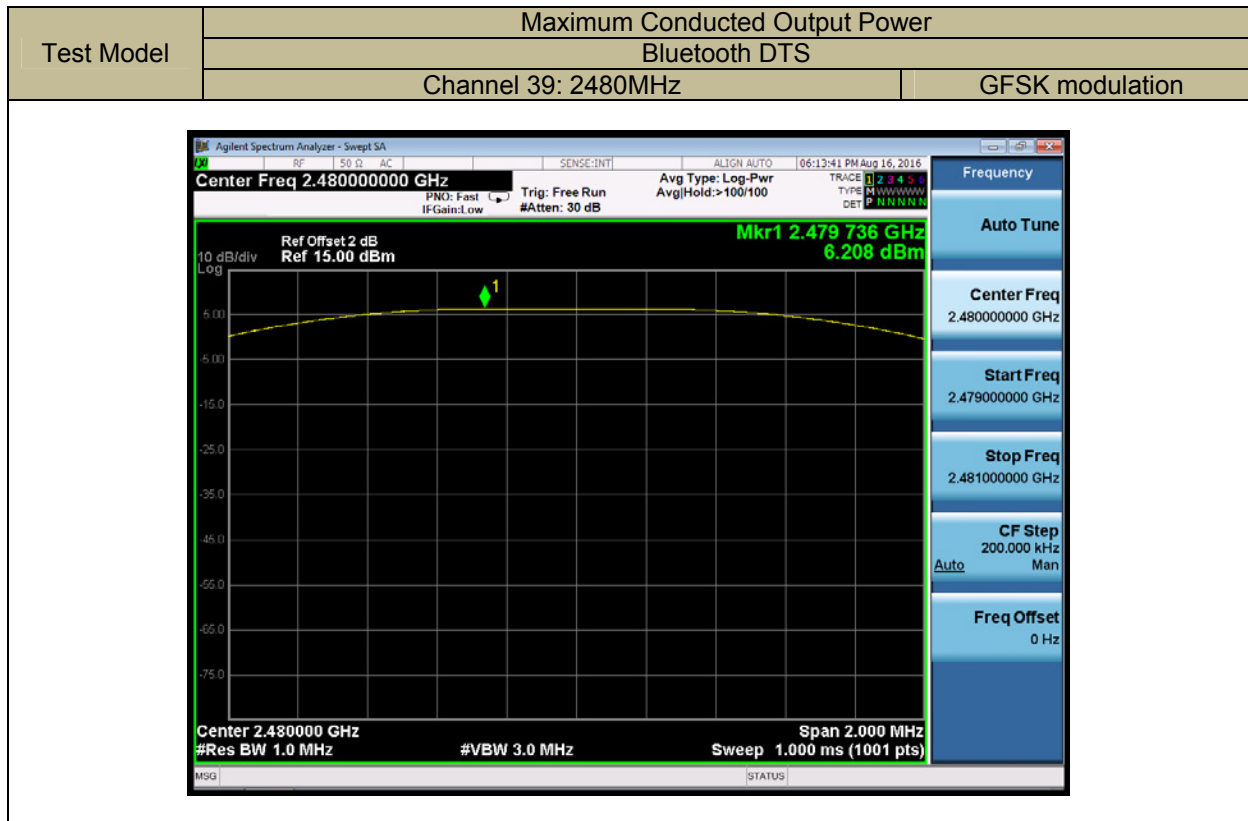 Test Model
Maximum Conducted Output Power
Bluetooth DTS
Channel 39: 2480MHz
GFSK modulation
Agilent Spectrum Analyzer - Swept SA
RF 50 Ω AC SENSE:INT ALIGN AUTO 06:13:41 PM Aug 16, 2016
Center Freq 2.480000000 GHz
PNO: Fast
IFGain:Low
Trig: Free Run
#Atten: 30 dB
Avg Type: Log-Pwr
Avg|Hold:>100/100
TRACE 1 2 3 4 5 6
TYPE M WWWWW
DET P N N N N N
Mkr1 2.479 736 GHz
6.208 dBm
Ref Offset 2 dB
10 dB/div Ref 15.00 dBm
Log
1
5.00
-5.00
-15.0
-25.0
-35.0
-45.0
-55.0
-65.0
-75.0
Center 2.480000 GHz Span 2.000 MHz
#Res BW 1.0 MHz #VBW 3.0 MHz Sweep 1.000 ms (1001 pts)
MSG STATUS
Frequency
Auto Tune
Center Freq
2.480000000 GHz
Start Freq
2.479000000 GHz
Stop Freq
2.481000000 GHz
CF Step
200.000 kHz
Auto Man
Freq Offset
0 Hz